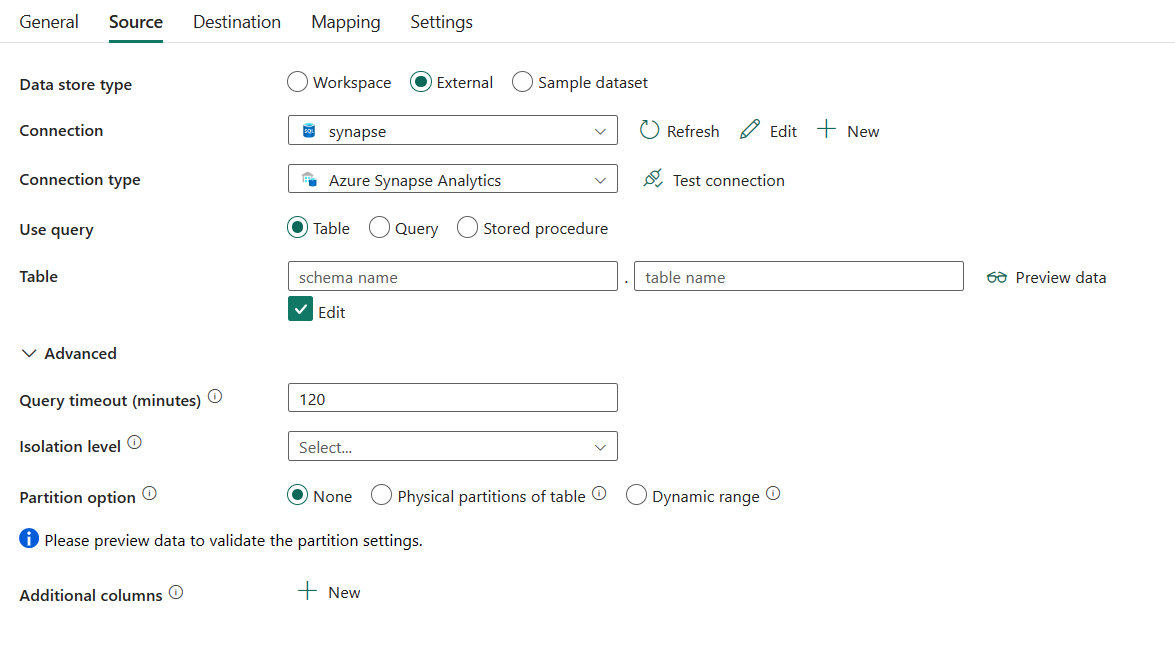 General Source Destination Mapping Settings
Data store type Workspace External Sample dataset
Connection SQL synapse Refresh Edit New
Connection type Azure Synapse Analytics Test connection
Use query Table Query Stored procedure
Table schema name . table name Preview data
Edit
Advanced
Query timeout (minutes) 120
Isolation level Select...
Partition option None Physical partitions of table Dynamic range
Please preview data to validate the partition settings.
Additional columns New